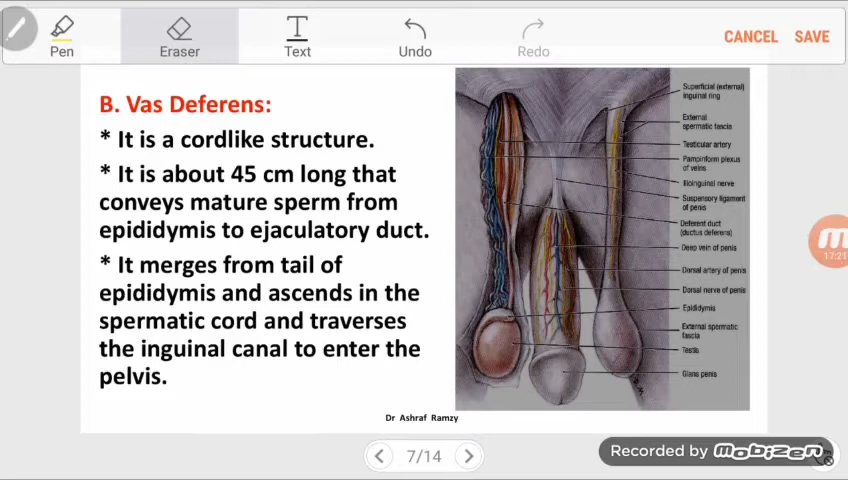 Pen
Eraser
Text
Undo
Redo
CANCEL
SAVE
B. Vas Deferens:
* It is a cordlike structure.
* It is about 45 cm long that
conveys mature sperm from
epididymis to ejaculatory duct.
* It merges from tail of
epididymis and ascends in the
spermatic cord and traverses
the inguinal canal to enter the
pelvis.
Superficial (external)
inguinal ring
External
spermatic fascia
Testicular artery
Pampiniform plexus
of veins
Ilioinguinal nerve
Suspensory ligament
of penis
Deferent duct
(ductus deferens)
Deep vein of penis
Dorsal artery of penis
Dorsal nerve of penis
Epididymis
External spermatic
fascia
Testis
Glans penis
Dr Ashraf Ramzy
7/14
17:2
Recorded by MOBIZEN